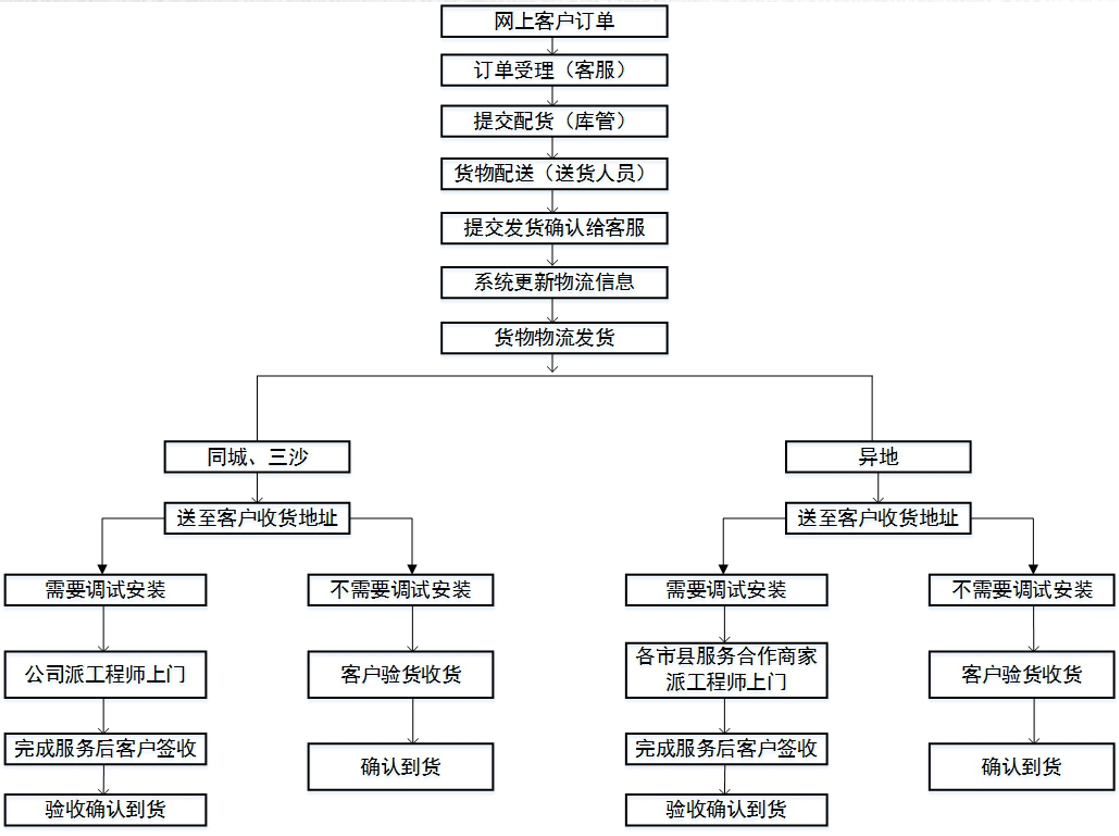 网上客户订单
订单受理（客服）
提交配货（库管）
货物配送（送货人员）
提交发货确认给客服
系统更新物流信息
货物物流发货
同城、三沙
异地
送至客户收货地址
送至客户收货地址
需要调试安装
不需要调试安装
需要调试安装
不需要调试安装
公司派工程师上门
客户验货收货
各市县服务合作商家
派工程师上门
客户验货收货
完成服务后客户签收
确认到货
完成服务后客户签收
确认到货
验收确认到货
验收确认到货